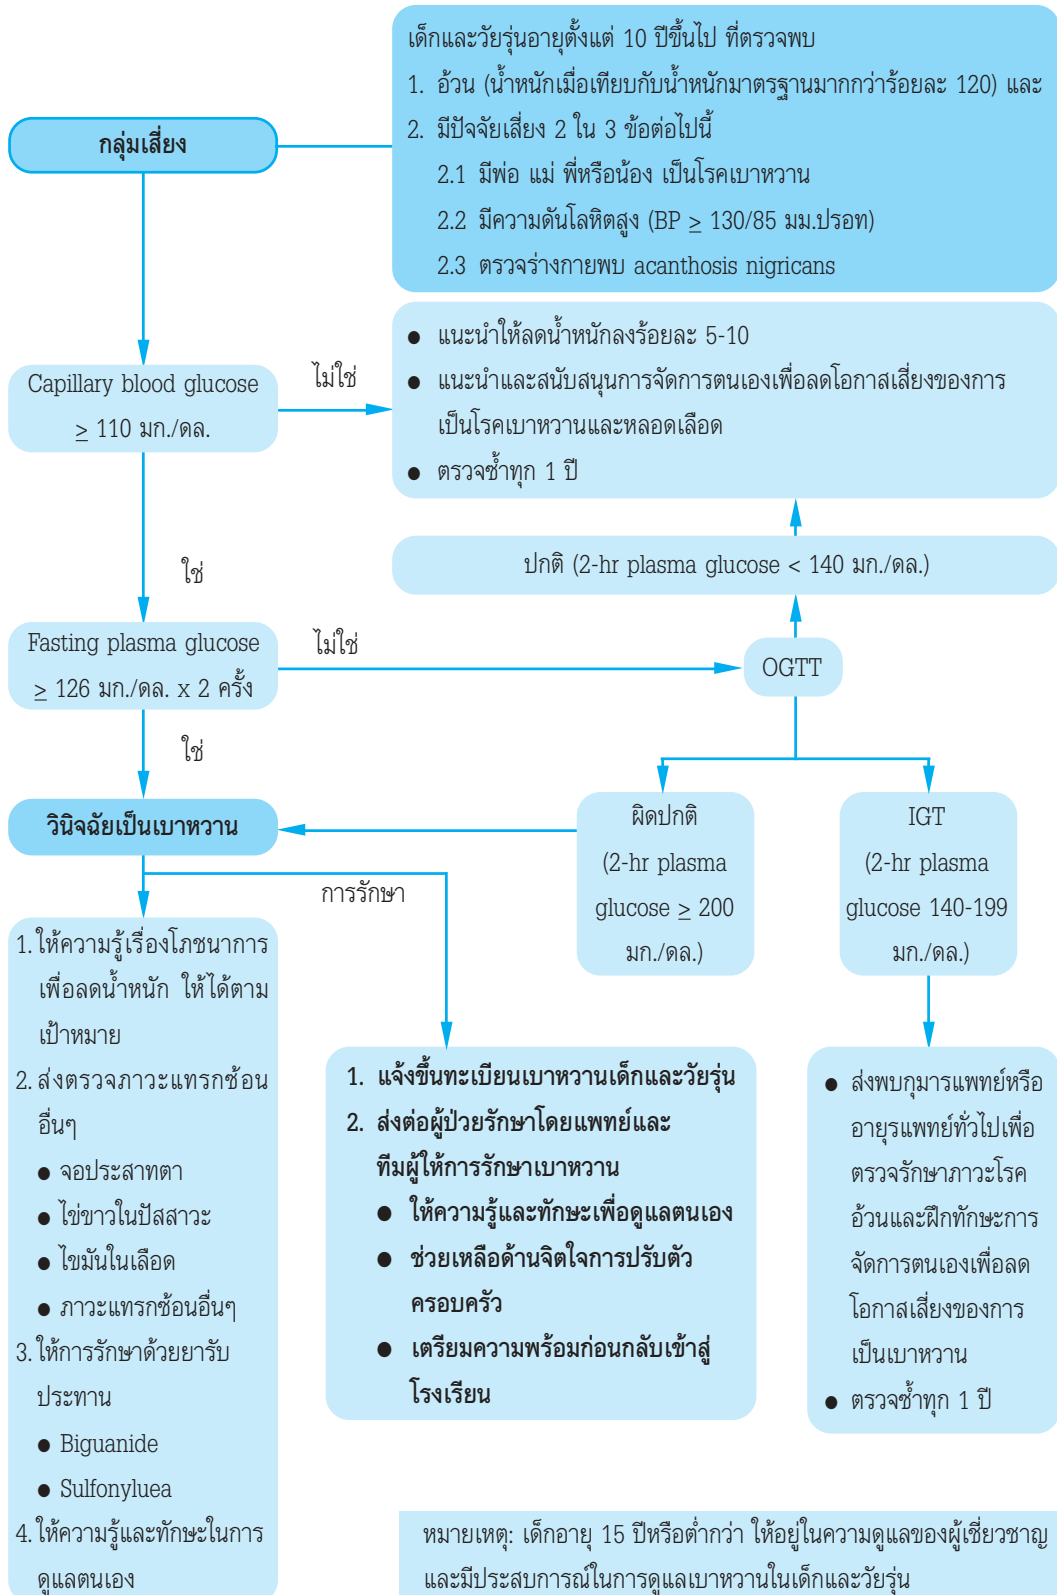 กลุ่มเสี่ยง
เด็กและวัยรุ่นอายุตั้งแต่ 10 ปีขึ้นไป ที่ตรวจพบ
1. อ้วน (น้ำหนักเมื่อเทียบกับน้ำหนักมาตรฐานมากกว่าร้อยละ 120) และ
2. มีปัจจัยเสี่ยง 2 ใน 3 ข้อต่อไปนี้
2.1 มีพ่อ แม่ พี่หรือน้อง เป็นโรคเบาหวาน
2.2 มีความดันโลหิตสูง (BP ≥ 130/85 มม.ปรอท)
2.3 ตรวจร่างกายพบ acanthosis nigricans
Capillary blood glucose
≥ 110 มก./ดล.
ไม่ใช่
● แนะนำให้ลดน้ำหนักลงร้อยละ 5-10
● แนะนำและสนับสนุนการจัดการตนเองเพื่อลดโอกาสเสี่ยงของการ
เป็นโรคเบาหวานและหลอดเลือด
● ตรวจซ้ำทุก 1 ปี
ใช่
ปกติ (2-hr plasma glucose < 140 มก./ดล.)
Fasting plasma glucose
≥ 126 มก./ดล. x 2 ครั้ง
ไม่ใช่
OGTT
ใช่
วินิจฉัยเป็นเบาหวาน
ผิดปกติ
(2-hr plasma
glucose ≥ 200
มก./ดล.)
IGT
(2-hr plasma
glucose 140-199
มก./ดล.)
การรักษา
1. ให้ความรู้เรื่องโภชนาการ
เพื่อลดน้ำหนัก ให้ได้ตาม
เป้าหมาย
2. ส่งตรวจภาวะแทรกซ้อน
อื่นๆ
● จอประสาทตา
● ไข่ขาวในปัสสาวะ
● ไขมันในเลือด
● ภาวะแทรกซ้อนอื่นๆ
3. ให้การรักษาด้วยยารับ
ประทาน
● Biguanide
● Sulfonyluea
4. ให้ความรู้และทักษะในการ
ดูแลตนเอง
1. แจ้งขึ้นทะเบียนเบาหวานเด็กและวัยรุ่น
2. ส่งต่อผู้ป่วยรักษาโดยแพทย์และ
ทีมผู้ให้การรักษาเบาหวาน
● ให้ความรู้และทักษะเพื่อดูแลตนเอง
● ช่วยเหลือด้านจิตใจการปรับตัว
ครอบครัว
● เตรียมความพร้อมก่อนกลับเข้าสู่
โรงเรียน
● ส่งพบกุมารแพทย์หรือ
อายุรแพทย์ทั่วไปเพื่อ
ตรวจรักษาภาวะโรค
อ้วนและฝึกทักษะการ
จัดการตนเองเพื่อลด
โอกาสเสี่ยงของการ
เป็นเบาหวาน
● ตรวจซ้ำทุก 1 ปี
หมายเหตุ: เด็กอายุ 15 ปีหรือต่ำกว่า ให้อยู่ในความดูแลของผู้เชี่ยวชาญ
และมีประสบการณ์ในการดูแลเบาหวานในเด็กและวัยรุ่น